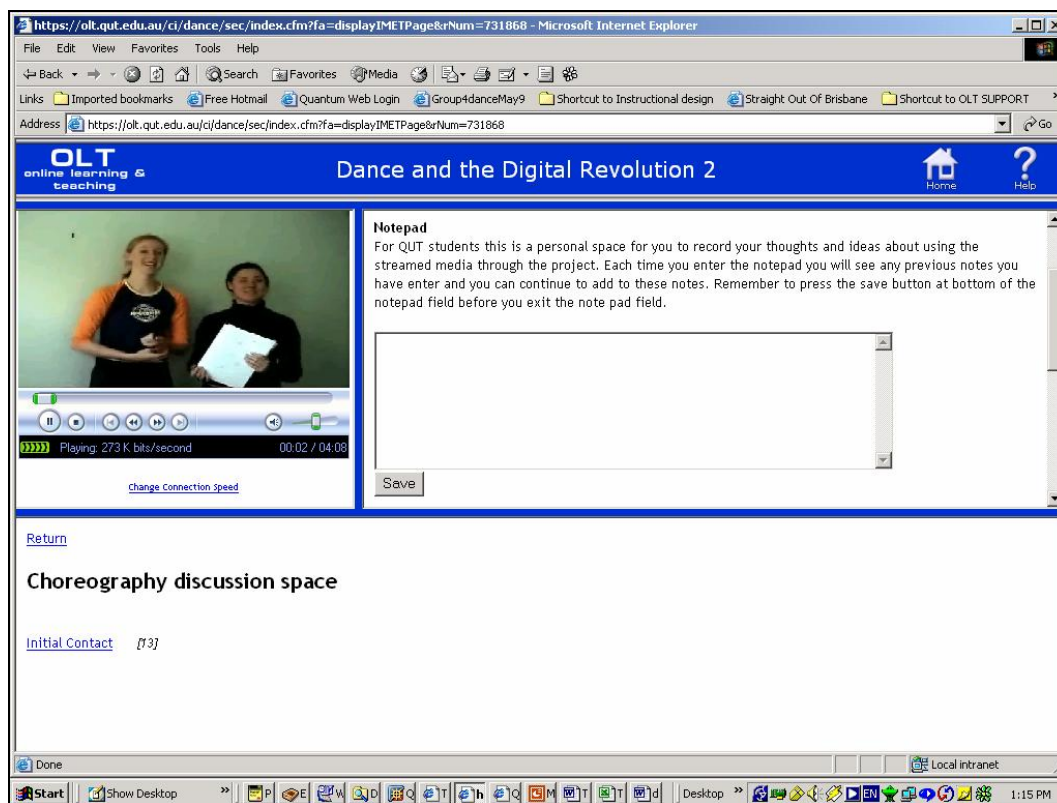 https://olt.qut.edu.au/ci/dance/sec/index.cfm?fa=displayIMETPage&rNum=731868 - Microsoft Internet Explorer
File Edit View Favorites Tools Help
Back Search Favorites Media
Links Imported bookmarks Free Hotmail Quantum Web Login Group4danceMay9 Shortcut to Instructional design Straight Out Of Brisbane Shortcut to OLT SUPPORT »
Address https://olt.qut.edu.au/ci/dance/sec/index.cfm?fa=displayIMETPage&rNum=731868 Go
OLT
online learning &
teaching
Dance and the Digital Revolution 2
Home
Help
Playing: 273 K bits/second 00:02 / 04:08
Change Connection Speed
Notepad
For QUT students this is a personal space for you to record your thoughts and ideas about using the
streamed media through the project. Each time you enter the notepad you will see any previous notes you
have enter and you can continue to add to these notes. Remember to press the save button at bottom of the
notepad field before you exit the note pad field.
Save
Return
Choreography discussion space
Initial Contact [13]
Done Local intranet
Start Show Desktop » P E W D Q T h Q M T T d Desktop » EN 1:15 PM